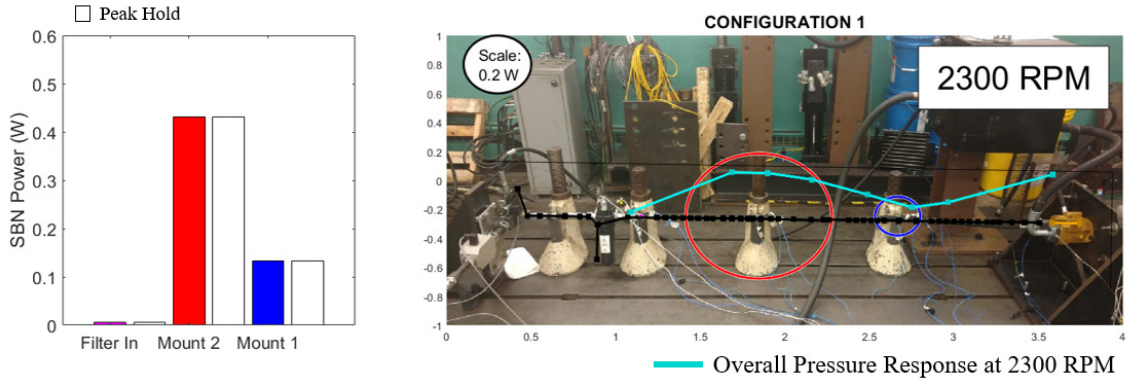 Peak Hold
SBN Power (W)
0.6
0.5
0.4
0.3
0.2
0.1
0
Filter In Mount 2 Mount 1
CONFIGURATION 1
Scale:
0.2 W
2300 RPM
1
0.8
0.6
0.4
0.2
0
-0.2
-0.4
-0.6
-0.8
-1
0 0.5 1 1.5 2 2.5 3 3.5 4
Overall Pressure Response at 2300 RPM